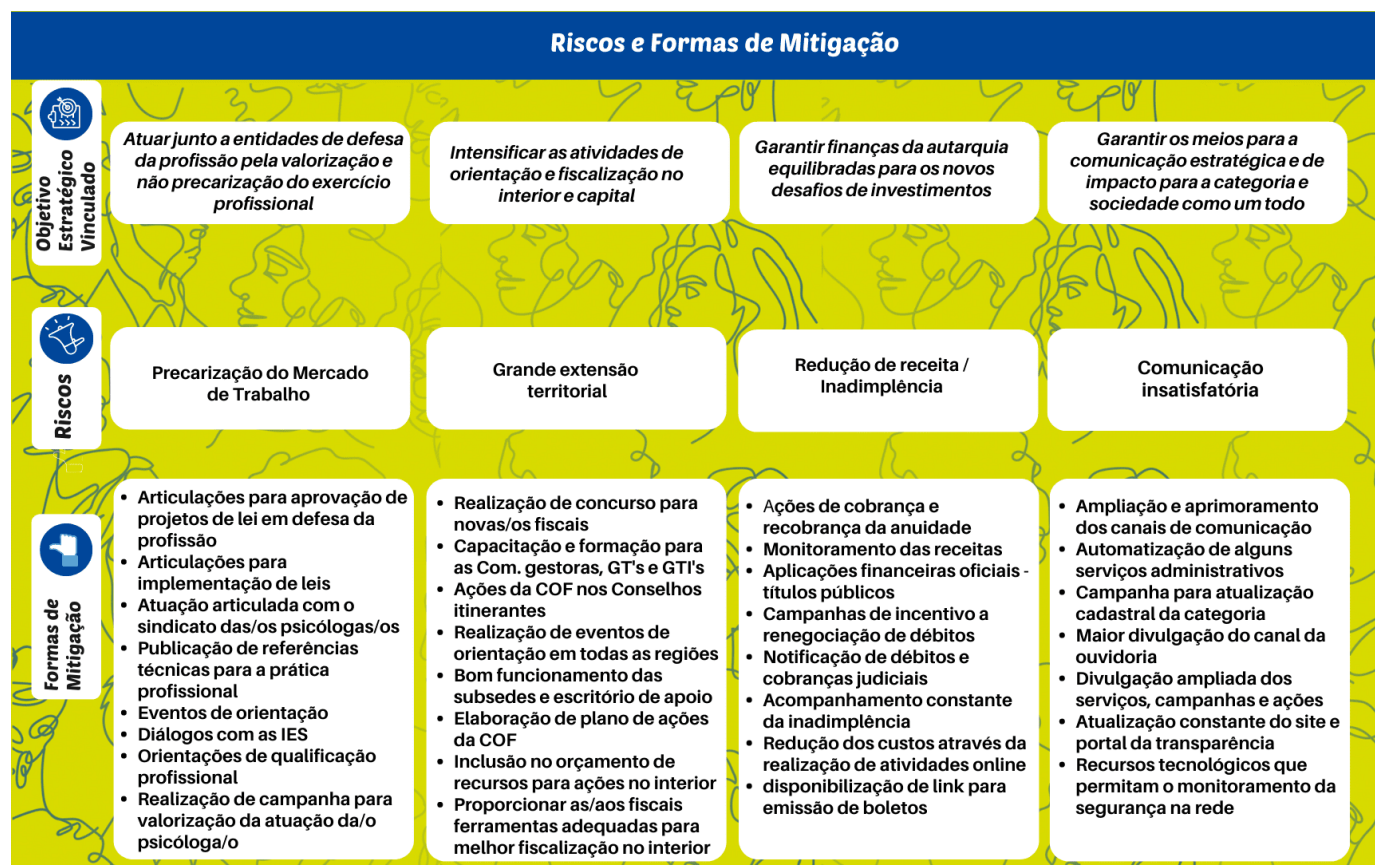 Riscos e Formas de Mitigação
Objetivo
Estratégico
Vinculado
Atuar junto a entidades de defesa
da profissão pela valorização e
não precarização do exercício
profissional
Intensificar as atividades de
orientação e fiscalização no
interior e capital
Garantir finanças da autarquia
equilibradas para os novos
desafios de investimentos
Garantir os meios para a
comunicação estratégica e de
impacto para a categoria e
sociedade como um todo
Riscos
Precarização do Mercado
de Trabalho
Grande extensão
territorial
Redução de receita /
Inadimplência
Comunicação
insatisfatória
Formas de
Mitigação
• Articulações para aprovação de
projetos de lei em defesa da
profissão
• Articulações para
implementação de leis
• Atuação articulada com o
sindicato das/os psicólogas/os
• Publicação de referências
técnicas para a prática
profissional
• Eventos de orientação
• Diálogos com as IES
• Orientações de qualificação
profissional
• Realização de campanha para
valorização da atuação da/o
psicóloga/o
• Realização de concurso para
novas/os fiscais
• Capacitação e formação para
as Com. gestoras, GT's e GTI's
• Ações da COF nos Conselhos
itinerantes
• Realização de eventos de
orientação em todas as regiões
• Bom funcionamento das
subsedes e escritório de apoio
• Elaboração de plano de ações
da COF
• Inclusão no orçamento de
recursos para ações no interior
• Proporcionar as/aos fiscais
ferramentas adequadas para
melhor fiscalização no interior
• Ações de cobrança e
recobrança da anuidade
• Monitoramento das receitas
• Aplicações financeiras oficiais -
títulos públicos
• Campanhas de incentivo a
renegociação de débitos
• Notificação de débitos e
cobranças judiciais
• Acompanhamento constante
da inadimplência
• Redução dos custos através da
realização de atividades online
• disponibilização de link para
emissão de boletos
• Ampliação e aprimoramento
dos canais de comunicação
• Automatização de alguns
serviços administrativos
• Campanha para atualização
cadastral da categoria
• Maior divulgação do canal da
ouvidoria
• Divulgação ampliada dos
serviços, campanhas e ações
• Atualização constante do site e
portal da transparência
• Recursos tecnológicos que
permitam o monitoramento da
segurança na rede